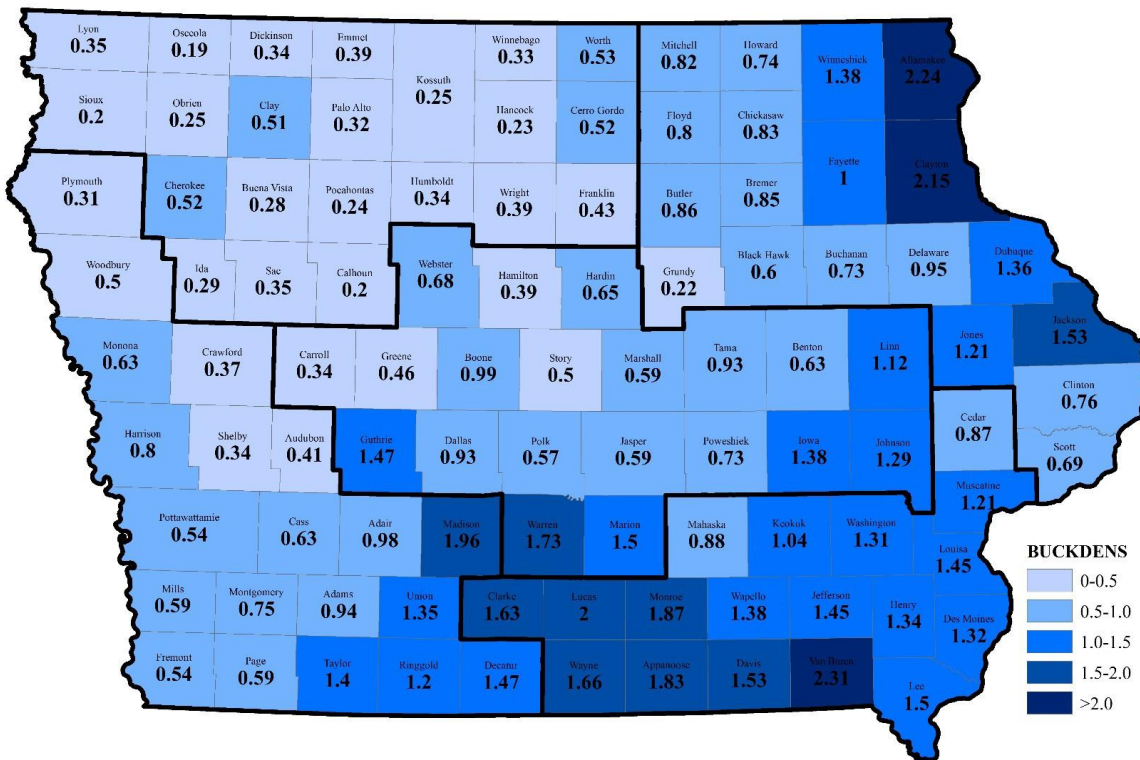 Lyon
0.35
Osceola
0.19
Dickinson
0.34
Emmet
0.39
Kossuth
0.25
Winnebago
0.33
Worth
0.53
Mitchell
0.82
Howard
0.74
Winneshiek
1.38
Allamakee
2.24
Sioux
0.2
Obrien
0.25
Clay
0.51
Palo Alto
0.32
Hancock
0.23
Cerro Gordo
0.52
Floyd
0.8
Chickasaw
0.83
Fayette
1
Clayton
2.15
Plymouth
0.31
Cherokee
0.52
Buena Vista
0.28
Pocahontas
0.24
Humboldt
0.34
Wright
0.39
Franklin
0.43
Butler
0.86
Bremer
0.85
Woodbury
0.5
Ida
0.29
Sac
0.35
Calhoun
0.2
Webster
0.68
Hamilton
0.39
Hardin
0.65
Grundy
0.22
Black Hawk
0.6
Buchanan
0.73
Delaware
0.95
Dubuque
1.36
Monona
0.63
Crawford
0.37
Carroll
0.34
Greene
0.46
Boone
0.99
Story
0.5
Marshall
0.59
Tama
0.93
Benton
0.63
Linn
1.12
Jones
1.21
Jackson
1.53
Clinton
0.76
Harrison
0.8
Shelby
0.34
Audubon
0.41
Guthrie
1.47
Dallas
0.93
Polk
0.57
Jasper
0.59
Poweshiek
0.73
Iowa
1.38
Johnson
1.29
Cedar
0.87
Scott
0.69
Muscatine
1.21
Pottawattamie
0.54
Cass
0.63
Adair
0.98
Madison
1.96
Warren
1.73
Marion
1.5
Mahaska
0.88
Keokuk
1.04
Washington
1.31
Louisa
1.45
Mills
0.59
Montgomery
0.75
Adams
0.94
Union
1.35
Clarke
1.63
Lucas
2
Monroe
1.87
Wapello
1.38
Jefferson
1.45
Henry
1.34
Des Moines
1.32
Fremont
0.54
Page
0.59
Taylor
1.4
Ringgold
1.2
Decatur
1.47
Wayne
1.66
Appanoose
1.83
Davis
1.53
Van Buren
2.31
Lee
1.5
BUCKDENS
0-0.5
0.5-1.0
1.0-1.5
1.5-2.0
>2.0